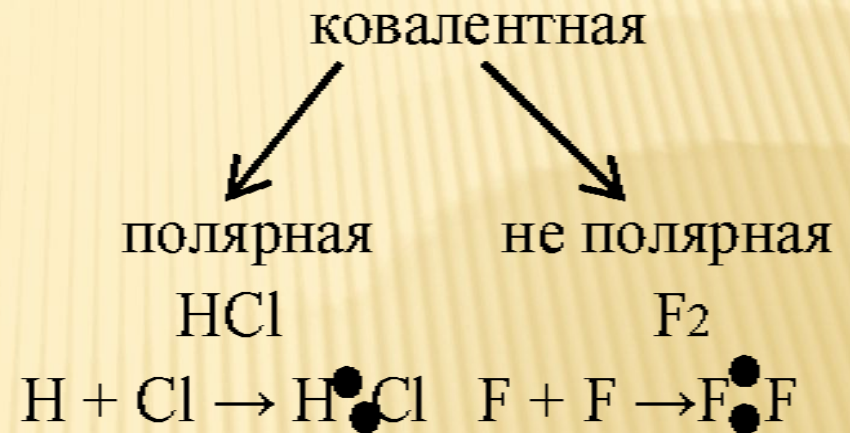 ковалентная
полярная не полярная
HCl F2
H + Cl → H:Cl F + F →F:F